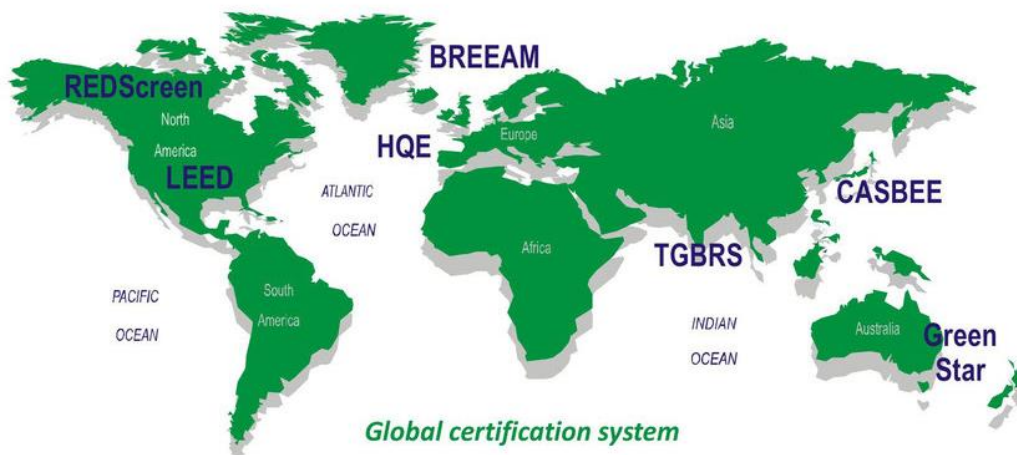 BREEAM
REDScreen
North
America
LEED
HQE
Europe
Asia
ATLANTIC
OCEAN
CASBEE
Africa
TGBRS
South
America
PACIFIC
OCEAN
INDIAN
OCEAN
Australia
Green
Star
Global certification system